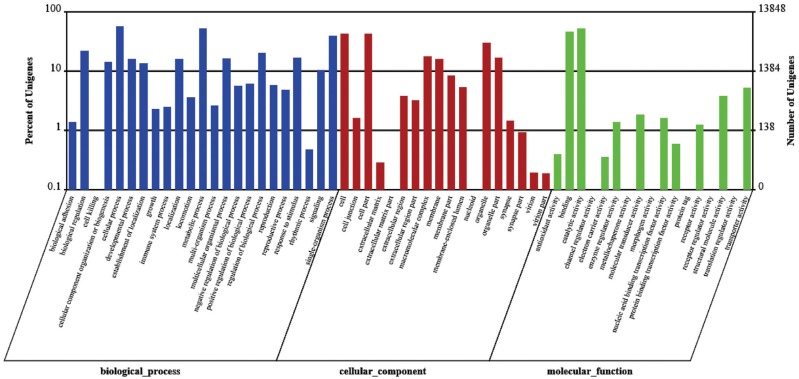 Percent of Unigenes
100
10
1
0.1
Number of Unigenes
13848
1384
138
0
biological adhesion
biological regulation
cell killing
cellular component organization or biogenesis
cellular process
developmental process
establishment of localization
growth
immune system process
localization
locomotion
metabolic process
multi-organism process
multicellular organismal process
negative regulation of biological process
positive regulation of biological process
regulation of biological process
reproduction
reproductive process
response to stimulus
rhythmic process
signaling
single-organism process
cell
cell junction
cell part
extracellular matrix
extracellular matrix part
extracellular region
extracellular region part
macromolecular complex
membrane
membrane part
membrane-enclosed lumen
nucleoid
organelle
organelle part
synapse
synapse part
virion
virion part
antioxidant activity
binding
catalytic activity
channel regulator activity
electron carrier activity
enzyme regulator activity
metallochaperone activity
molecular transducer activity
morphogen activity
nucleic acid binding transcription factor activity
protein binding transcription factor activity
protein tag
receptor activity
receptor regulator activity
structural molecule activity
translation regulator activity
transporter activity
biological_process
cellular_component
molecular_function